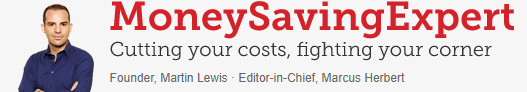 MoneySavingExpert
Cutting your costs, fighting your corner
Founder, Martin Lewis · Editor-in-Chief, Marcus Herbert